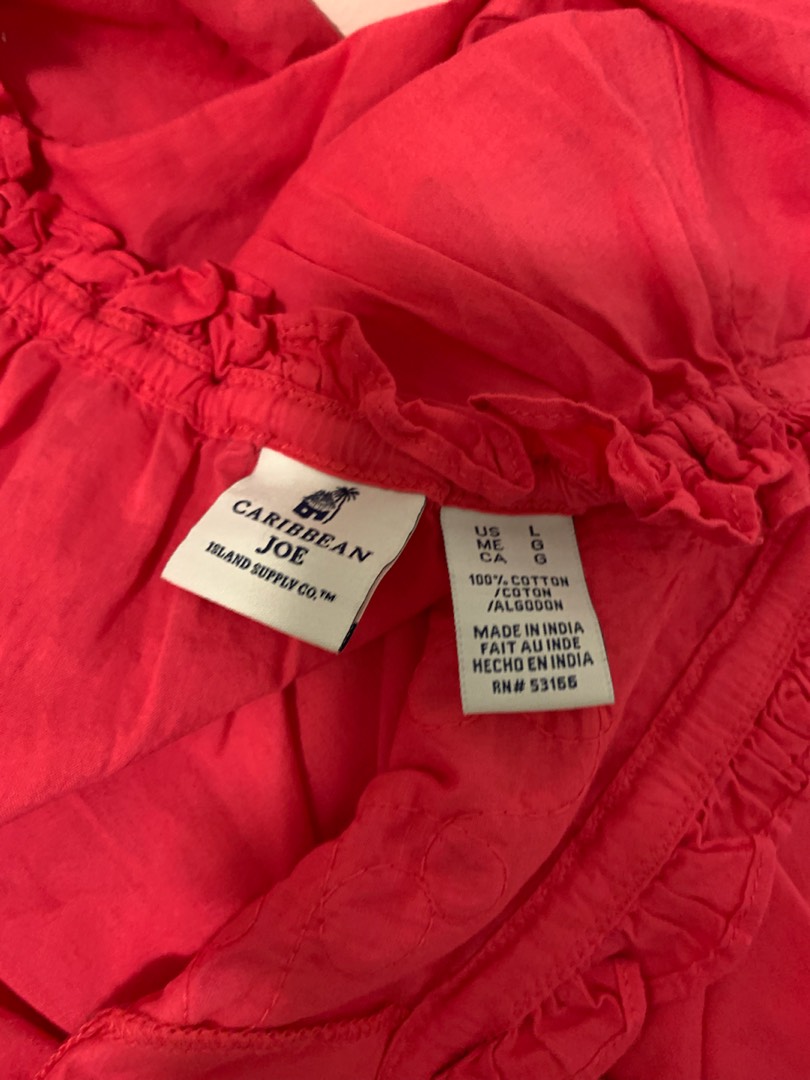 CARIBBEAN
JOE
ISLAND SUPPLY CO.™
US L
ME G
CA G
100% COTTON
/COTON
/ALGODON
MADE IN INDIA
FAIT AU INDE
HECHO EN INDIA
RN# 53166